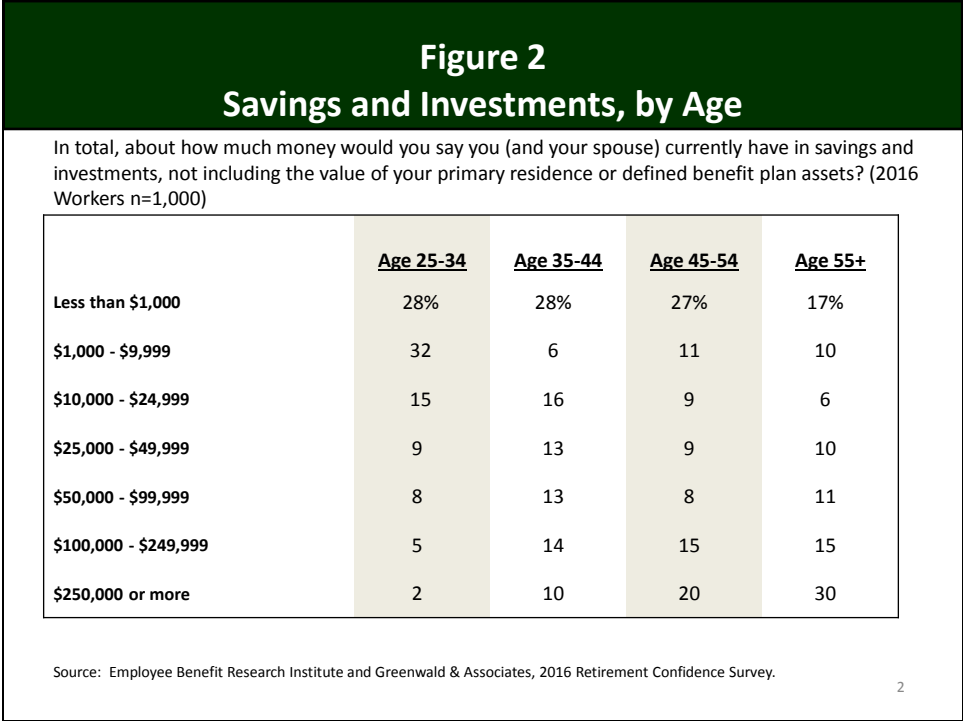 Figure 2
Savings and Investments, by Age
In total, about how much money would you say you (and your spouse) currently have in savings and
investments, not including the value of your primary residence or defined benefit plan assets? (2016
Workers n=1,000)
Age 25-34 Age 35-44 Age 45-54 Age 55+
Less than $1,000 28% 28% 27% 17%
$1,000 - $9,999 32 6 11 10
$10,000 - $24,999 15 16 9 6
$25,000 - $49,999 9 13 9 10
$50,000 - $99,999 8 13 8 11
$100,000 - $249,999 5 14 15 15
$250,000 or more 2 10 20 30
Source: Employee Benefit Research Institute and Greenwald & Associates, 2016 Retirement Confidence Survey.
2